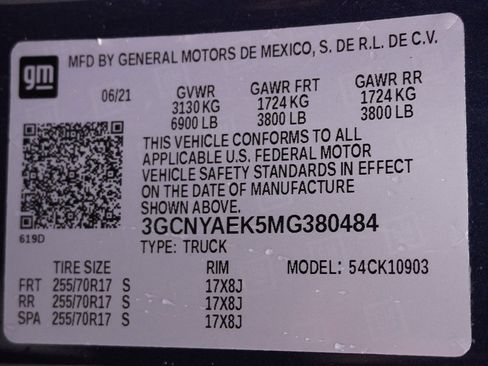 gm
MFD BY GENERAL MOTORS DE MEXICO, S. DE R.L. DE C.V.
06/21 GVWR GAWR FRT GAWR RR
3130 KG 1724 KG 1724 KG
6900 LB 3800 LB 3800 LB
THIS VEHICLE CONFORMS TO ALL
APPLICABLE U.S. FEDERAL MOTOR
VEHICLE SAFETY STANDARDS IN EFFECT
ON THE DATE OF MANUFACTURE
SHOWN ABOVE.
3GCNYAEK5MG380484
619D
TYPE: TRUCK
TIRE SIZE RIM MODEL: 54CK10903
FRT 255/70R17 S 17X8J
RR 255/70R17 S 17X8J
SPA 255/70R17 S 17X8J